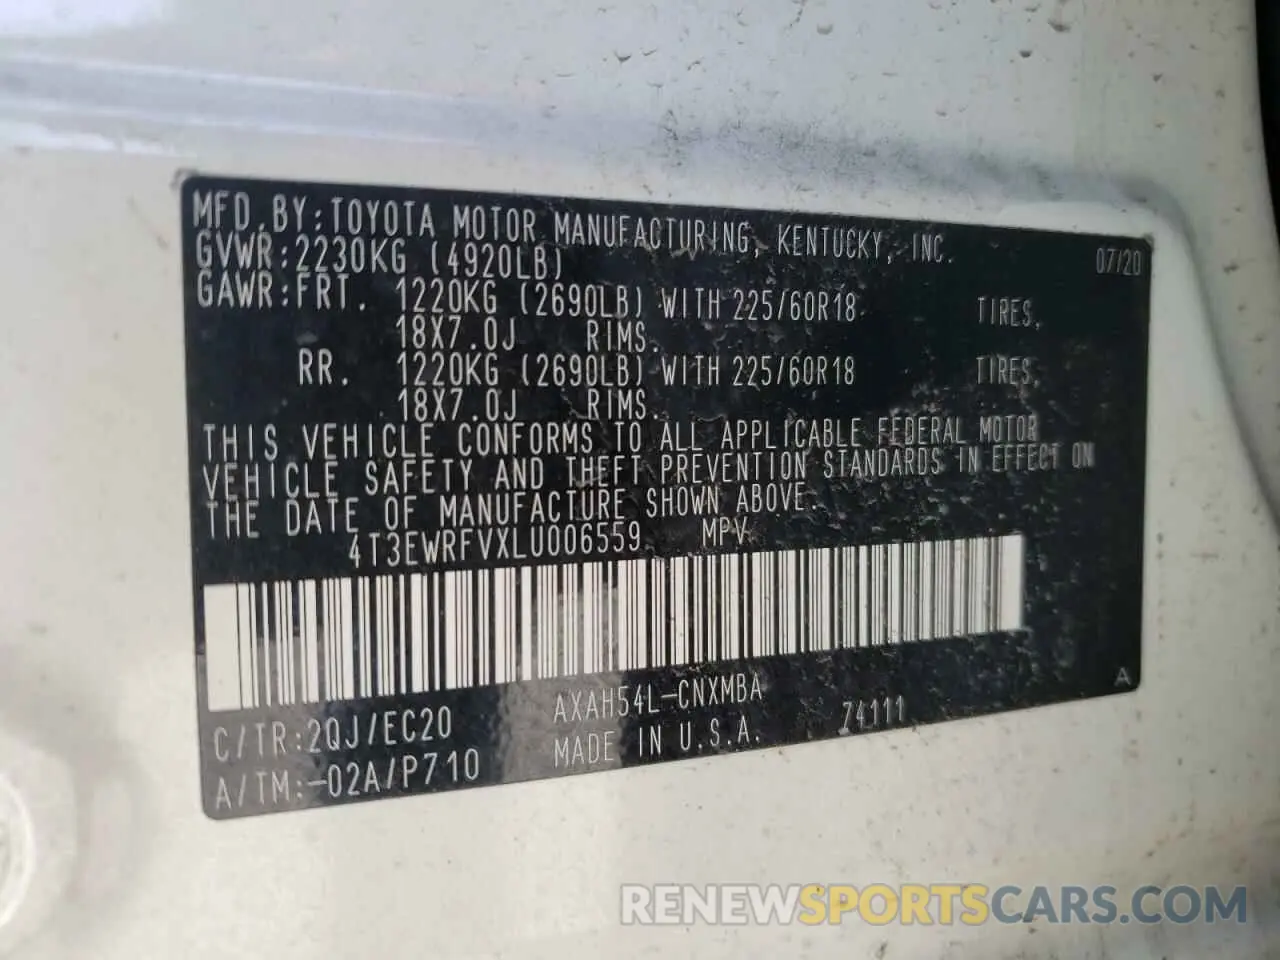 MFD. BY: TOYOTA MOTOR MANUFACTURING, KENTUCKY, INC. 07/20
GVWR: 2230KG (4920LB)
GAWR: FRT. 1220KG (2690LB) WITH 225/60R18 TIRES,
18X7.0J RIMS.
RR. 1220KG (2690LB) WITH 225/60R18 TIRES,
18X7.0J RIMS.
THIS VEHICLE CONFORMS TO ALL APPLICABLE FEDERAL MOTOR
VEHICLE SAFETY AND THEFT PREVENTION STANDARDS IN EFFECT ON
THE DATE OF MANUFACTURE SHOWN ABOVE.
4T3EWRFVXLU006559 MPV
C/TR: 2QJ/EC20 AXAH54L-CNXMBA 74111 A
A/TM: -02A/P710 MADE IN U.S.A.
RENEWSPORTSCARS.COM